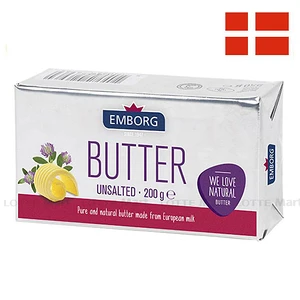 EMBORG
BUTTER
UNSALTED • 200 g ℮
WE LOVE
NATURAL
BUTTER
Pure and natural butter made from European milk